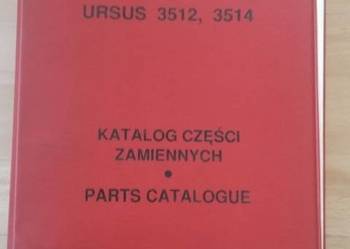 URSUS 3512, 3514
KATALOG CZĘŚCI
ZAMIENNYCH
•
PARTS CATALOGUE